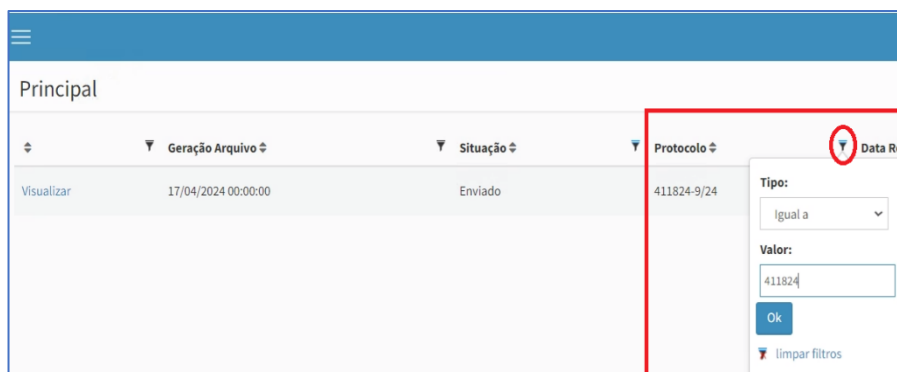 Principal
Geração Arquivo Situação Protocolo Data R
Visualizar 17/04/2024 00:00:00 Enviado 411824-9/24
Tipo:
Igual a
Valor:
411824
Ok
limpar filtros